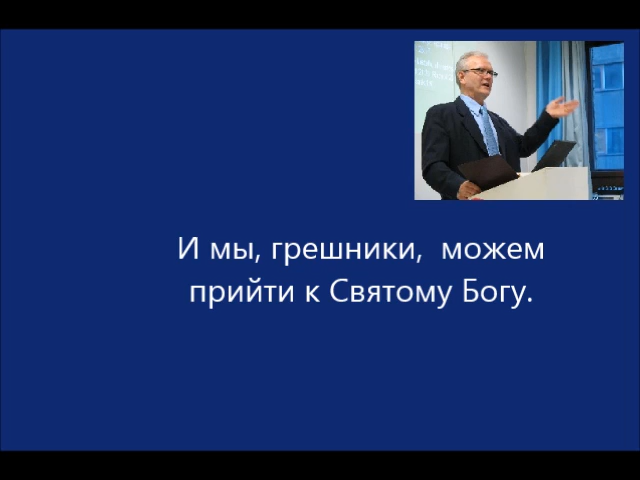 И мы, грешники,  можем
прийти к Святому Богу.